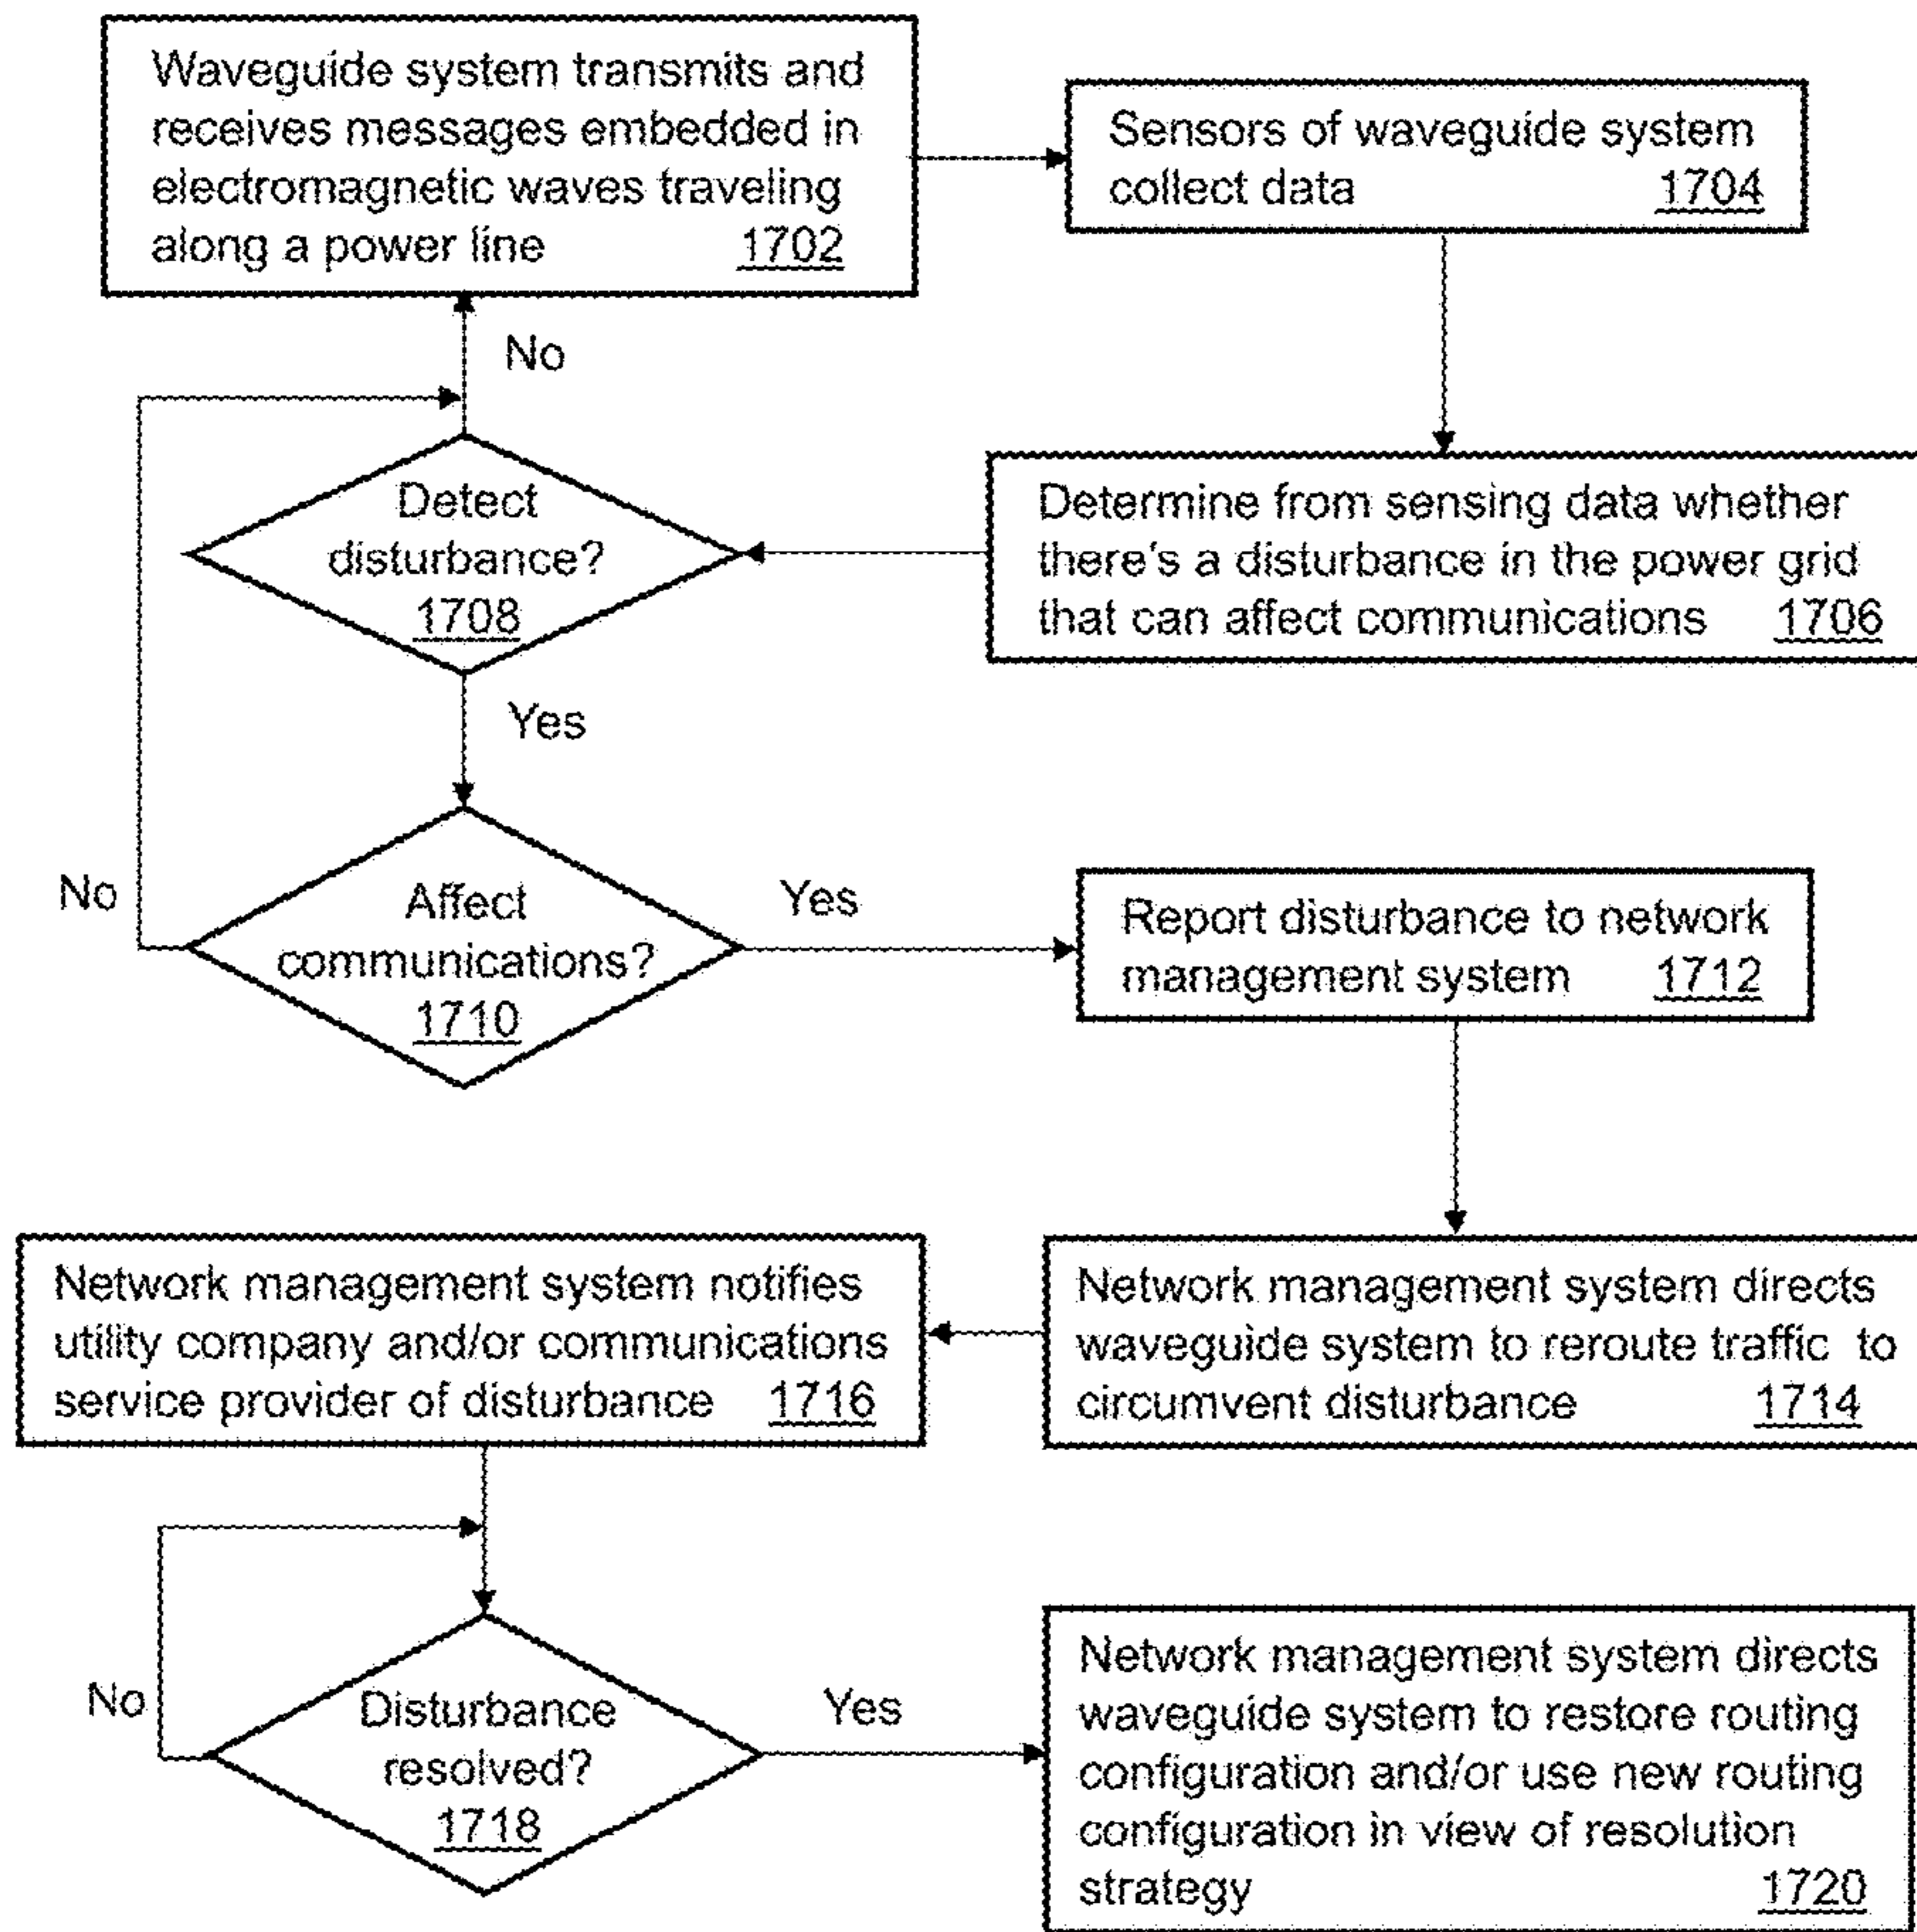 Waveguide system transmits and
receives messages embedded in
electromagnetic waves traveling
along a power line 1702
Sensors of waveguide system
collect data 1704
No
Detect
disturbance?
1708
Determine from sensing data whether
there's a disturbance in the power grid
that can affect communications 1706
Yes
No
Affect
communications?
1710
Yes
Report disturbance to network
management system 1712
Network management system notifies
utility company and/or communications
service provider of disturbance 1716
Network management system directs
waveguide system to reroute traffic to
circumvent disturbance 1714
No
Disturbance
resolved?
1718
Yes
Network management system directs
waveguide system to restore routing
configuration and/or use new routing
configuration in view of resolution
strategy 1720